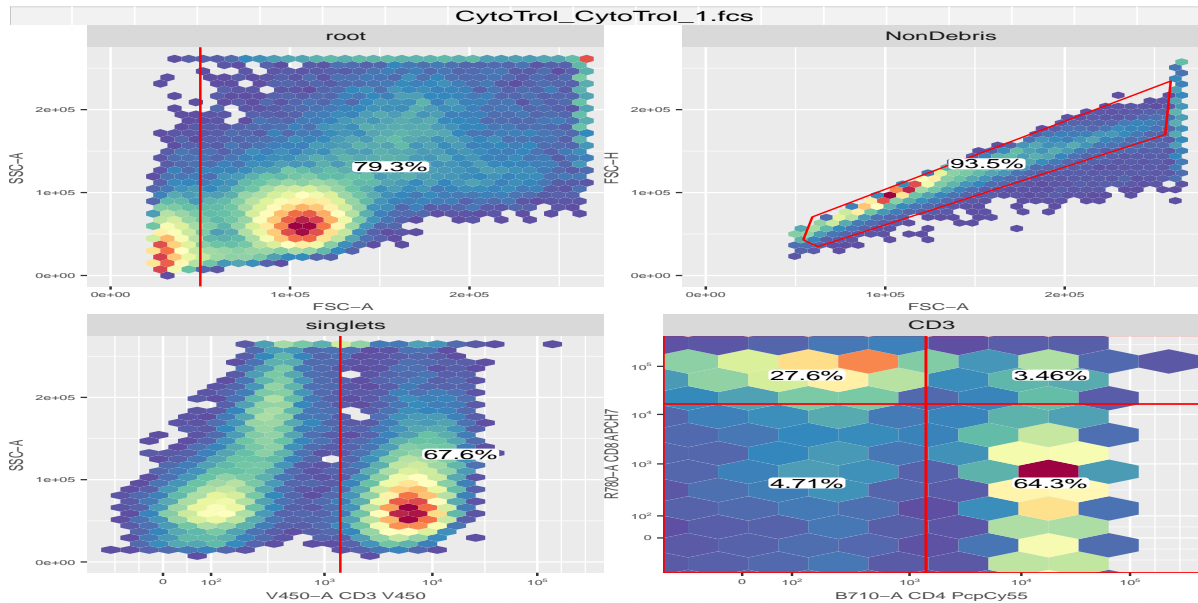 CytoTrol_CytoTrol_1.fcs
root
SSC-A
2e+05
1e+05
0e+00
79.3%
0e+00
1e+05
2e+05
FSC-A
NonDebris
FSC-H
2e+05
1e+05
0e+00
93.5%
0e+00
1e+05
2e+05
FSC-A
singlets
SSC-A
2e+05
1e+05
0e+00
67.6%
0
10²
10³
10⁴
10⁵
V450-A CD3 V450
CD3
R780-A CD8 APCH7
10⁵
10⁴
10³
10²
0
27.6%
3.46%
4.71%
64.3%
0
10²
10³
10⁴
10⁵
B710-A CD4 PcpCy55